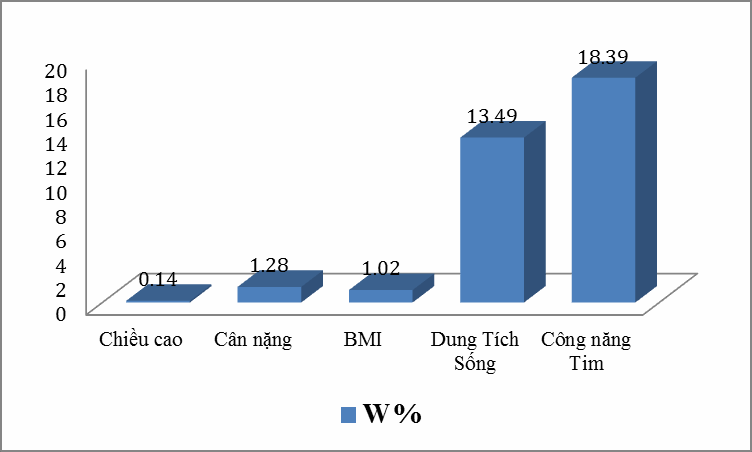 20
18
16
14
12
10
8
6
4
2
0
0.14
1.28
1.02
13.49
18.39
Chiều cao
Cân nặng
BMI
Dung Tích
Sống
Công năng
Tim
W%